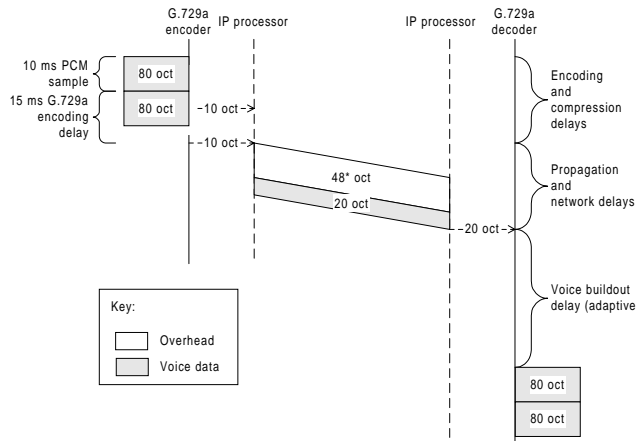 G.729a
encoder
IP processor
IP processor
G.729a
decoder
10 ms PCM
sample
80 oct
15 ms G.729a
encoding
delay
80 oct
10 oct
10 oct
48* oct
20 oct
20 oct
Encoding
and
compression
delays
Propagation
and
network delays
Voice buildout
delay (adaptive
Key:
Overhead
Voice data
80 oct
80 oct